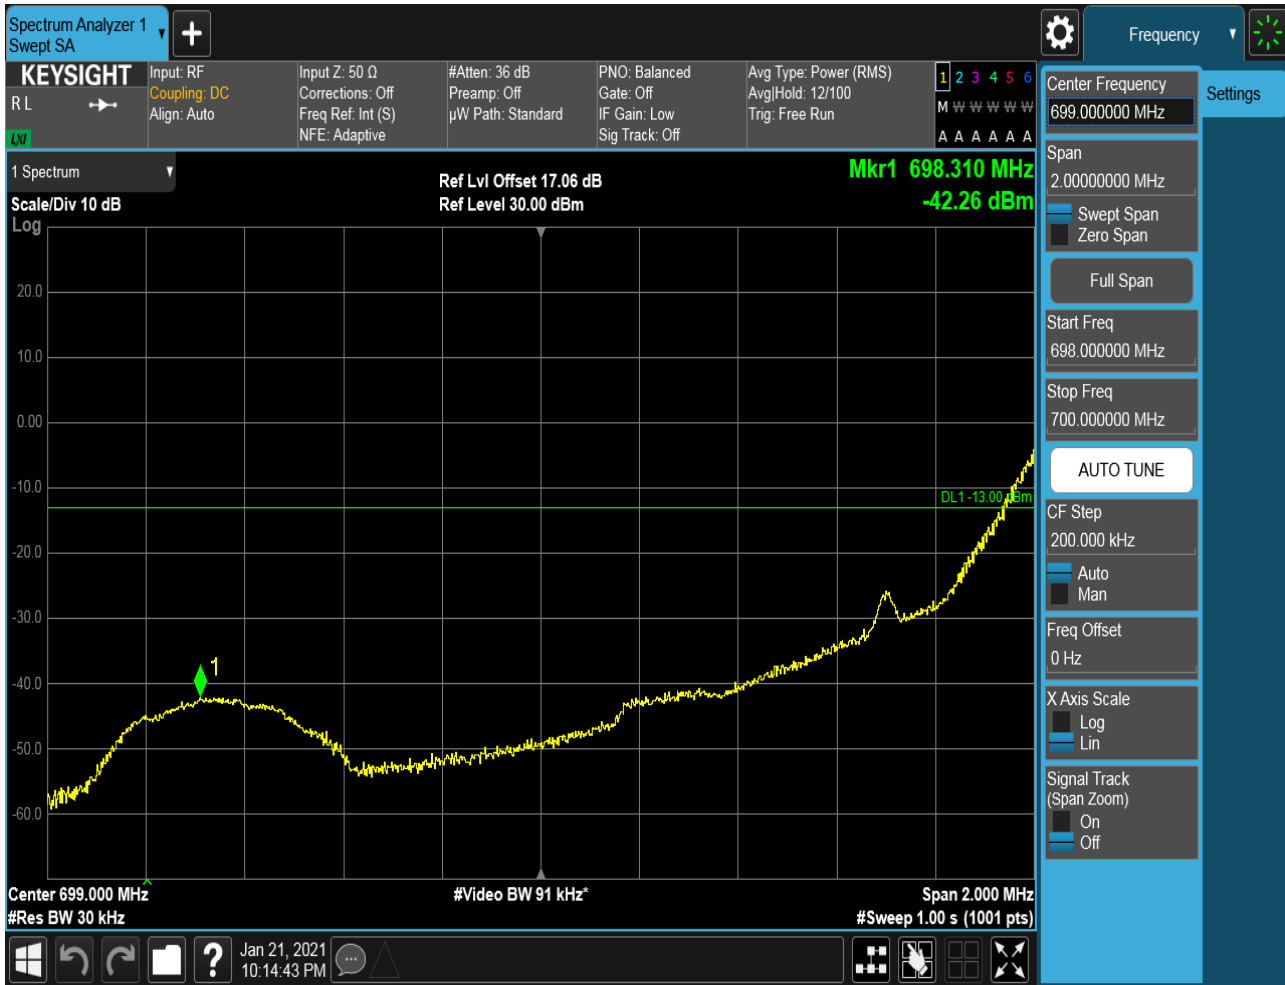 Spectrum Analyzer 1
Swept SA
Frequency
KEYSIGHT
R L
LXI
Input: RF
Coupling: DC
Align: Auto
Input Z: 50 Ω
Corrections: Off
Freq Ref: Int (S)
NFE: Adaptive
#Atten: 36 dB
Preamp: Off
µW Path: Standard
PNO: Balanced
Gate: Off
IF Gain: Low
Sig Track: Off
Avg Type: Power (RMS)
Avg|Hold: 12/100
Trig: Free Run
1 2 3 4 5 6
M W W W W W
A A A A A A
1 Spectrum
Scale/Div 10 dB
Log
Ref Lvl Offset 17.06 dB
Ref Level 30.00 dBm
Mkr1 698.310 MHz
-42.26 dBm
20.0
10.0
0.00
-10.0
DL1 -13.00 dBm
-20.0
-30.0
-40.0
1
-50.0
-60.0
Center 699.000 MHz
#Video BW 91 kHz*
Span 2.000 MHz
#Res BW 30 kHz
#Sweep 1.00 s (1001 pts)
?
Jan 21, 2021
10:14:43 PM
Center Frequency
699.000000 MHz
Settings
Span
2.00000000 MHz
Swept Span
Zero Span
Full Span
Start Freq
698.000000 MHz
Stop Freq
700.000000 MHz
AUTO TUNE
CF Step
200.000 kHz
Auto
Man
Freq Offset
0 Hz
X Axis Scale
Log
Lin
Signal Track
(Span Zoom)
On
Off